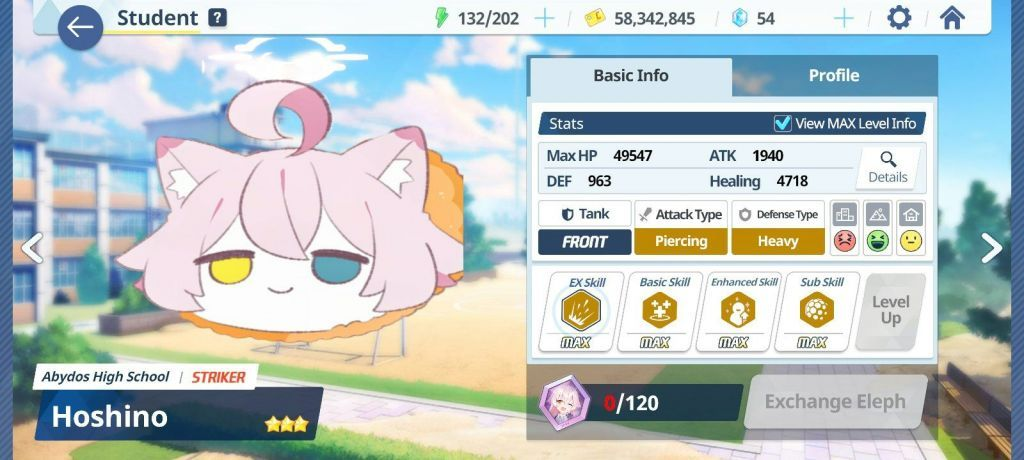 Student ?
132/202
58,342,845
54
Basic Info
Profile
Stats
View MAX Level Info
Max HP 49547
ATK 1940
DEF 963
Healing 4718
Details
Tank
FRONT
Attack Type
Piercing
Defense Type
Heavy
EX Skill
MAX
Basic Skill
MAX
Enhanced Skill
MAX
Sub Skill
MAX
Level
Up
Abydos High School | STRIKER
Hoshino
0/120
Exchange Eleph